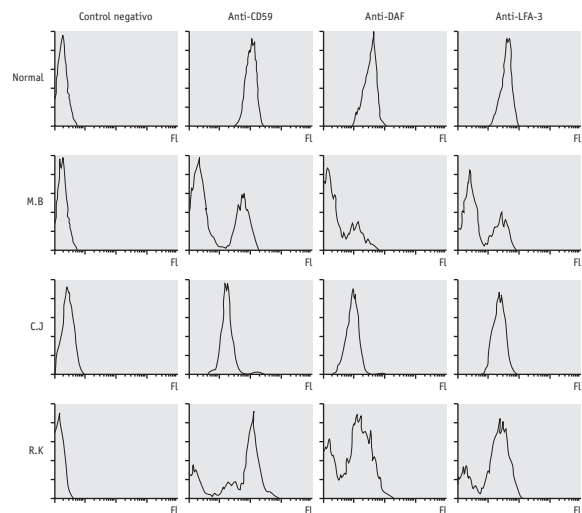 Control negativo Anti-CD59 Anti-DAF Anti-LFA-3
Normal
Fl Fl Fl Fl
M.B
Fl Fl Fl Fl
C.J
Fl Fl Fl Fl
R.K
Fl Fl Fl Fl